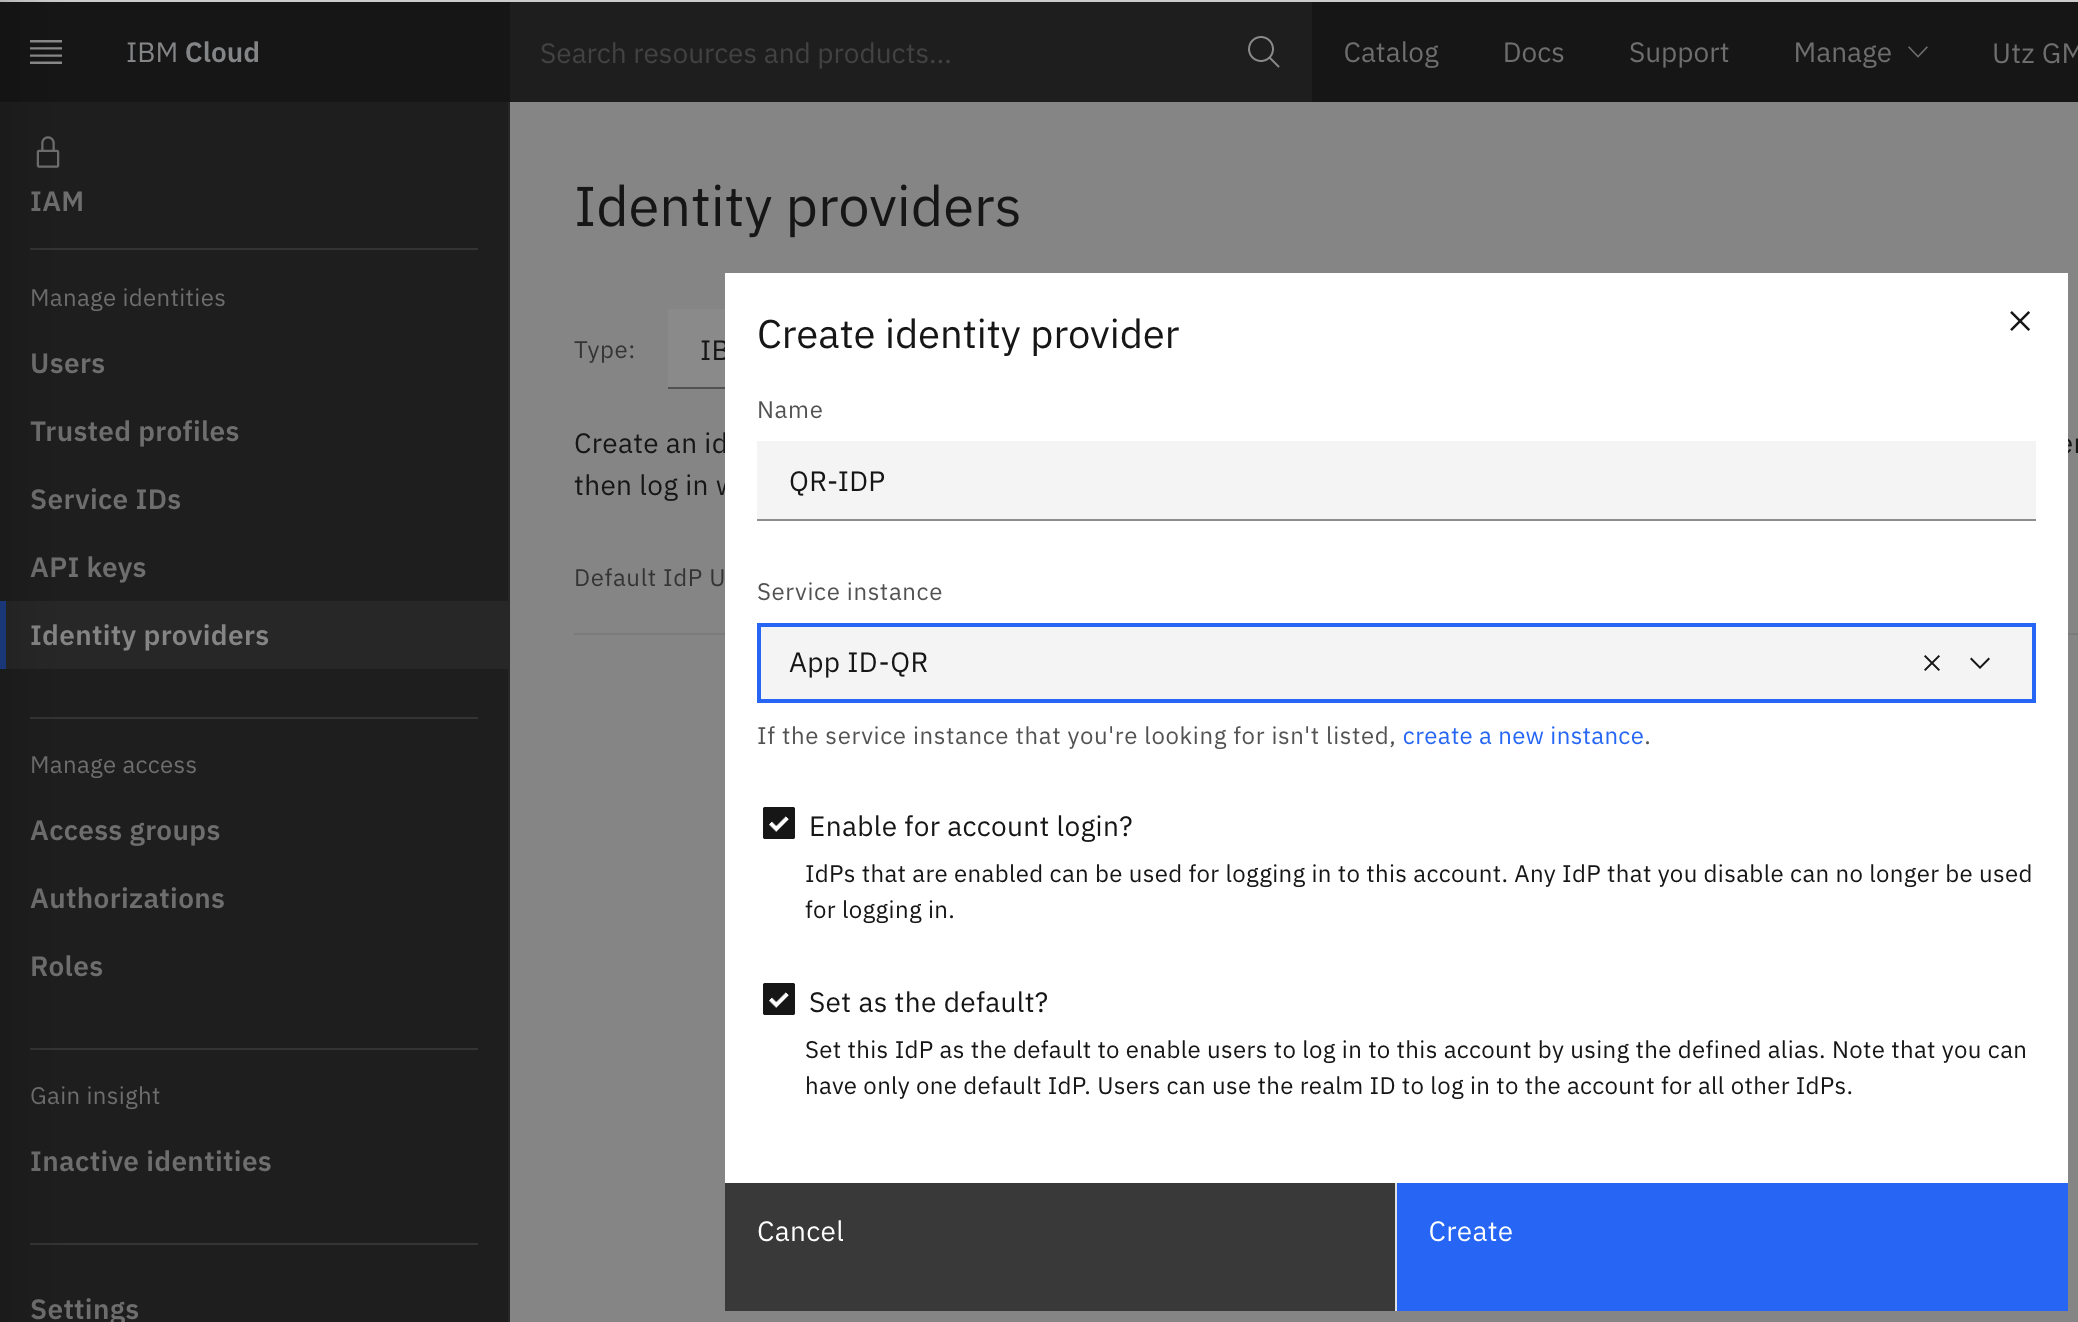 IBM Cloud
Search resources and products...
Catalog
Docs
Support
Manage
Utz GM
IAM
Manage identities
Users
Trusted profiles
Service IDs
API keys
Identity providers
Manage access
Access groups
Authorizations
Roles
Gain insight
Inactive identities
Settings
Identity providers
Type:
Create an id
then log in
Default IdP U
Create identity provider
Name
QR-IDP
Service instance
App ID-QR
If the service instance that you're looking for isn't listed, create a new instance.
Enable for account login?
IdPs that are enabled can be used for logging in to this account. Any IdP that you disable can no longer be used
for logging in.
Set as the default?
Set this IdP as the default to enable users to log in to this account by using the defined alias. Note that you can
have only one default IdP. Users can use the realm ID to log in to the account for all other IdPs.
Cancel
Create